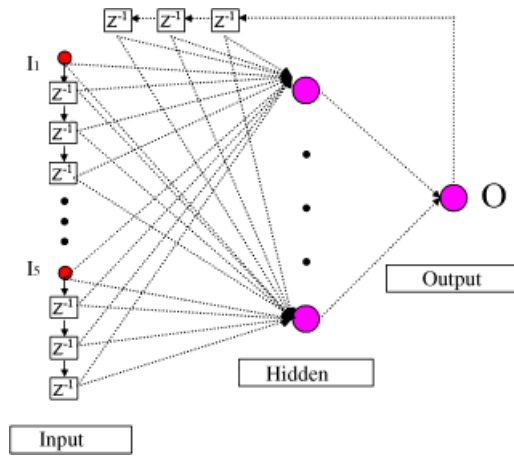 Z⁻¹ Z⁻¹ Z⁻¹
I₁
Z⁻¹
Z⁻¹
Z⁻¹
I₅
Z⁻¹
Z⁻¹
Z⁻¹
O
Output
Hidden
Input